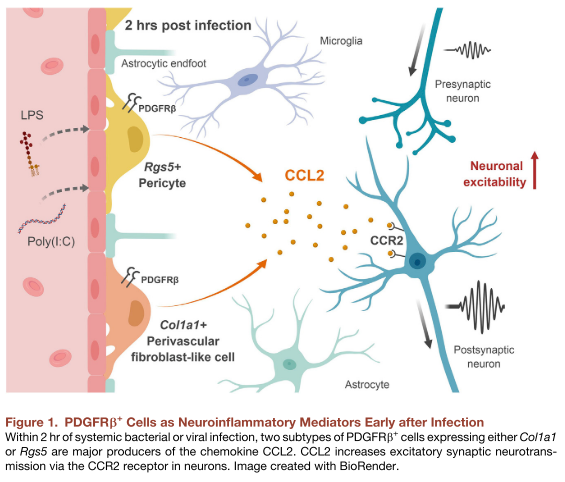 2 hrs post infection
Microglia
Astrocytic endfoot
PDGFRβ
LPS
Presynaptic
neuron
Rgs5+
Pericyte
CCL2
Neuronal
excitability
Poly(I:C)
CCR2
PDGFRβ
Col1a1+
Perivascular
fibroblast-like cell
Postsynaptic
neuron
Astrocyte
Figure 1. PDGFRβ⁺ Cells as Neuroinflammatory Mediators Early after Infection
Within 2 hr of systemic bacterial or viral infection, two subtypes of PDGFRβ⁺ cells expressing either Col1a1
or Rgs5 are major producers of the chemokine CCL2. CCL2 increases excitatory synaptic neurotrans-
mission via the CCR2 receptor in neurons. Image created with BioRender.